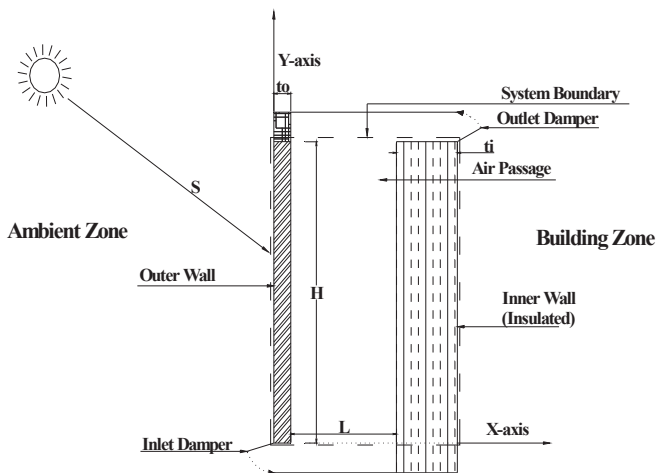 Y-axis
to
System Boundary
Outlet Damper
ti
Air Passage
S
Ambient Zone
Building Zone
Outer Wall
H
Inner Wall
(Insulated)
L
X-axis
Inlet Damper